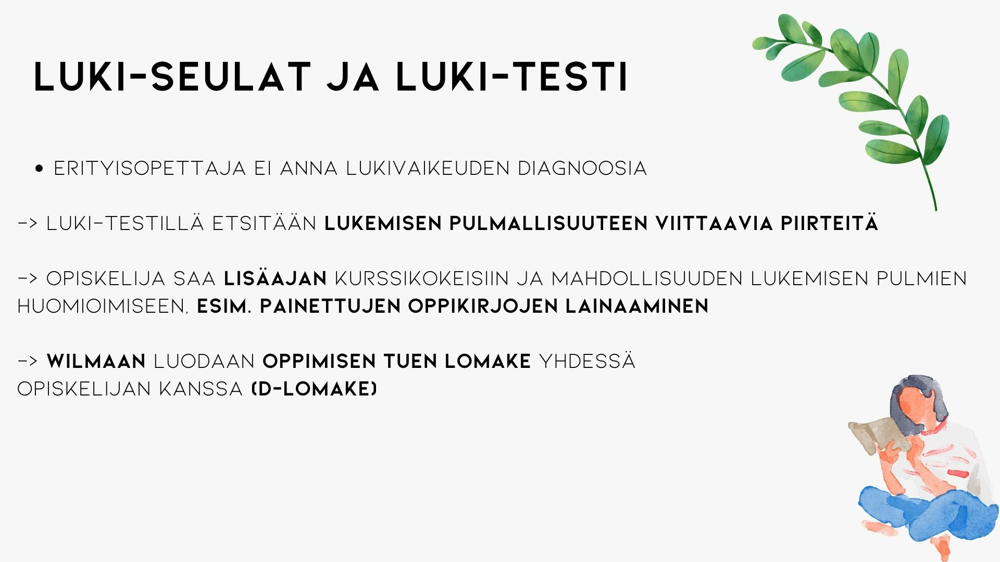 LUKI-SEULAT JA LUKI-TESTI
• ERITYISOPETTAJA EI ANNA LUKIVAIKEUDEN DIAGNOOSIA
-> LUKI-TESTILLÄ ETSITÄÄN LUKEMISEN PULMALLISUUTEEN VIITTAAVIA PIIRTEITÄ
-> OPISKELIJA SAA LISÄAJAN KURSSIKOKEISIIN JA MAHDOLLISUUDEN LUKEMISEN PULMIEN
HUOMIOIMISEEN, ESIM. PAINETTUJEN OPPIKIRJOJEN LAINAAMINEN
-> WILMAAN LUODAAN OPPIMISEN TUEN LOMAKE YHDESSÄ
OPISKELIJAN KANSSA (D-LOMAKE)